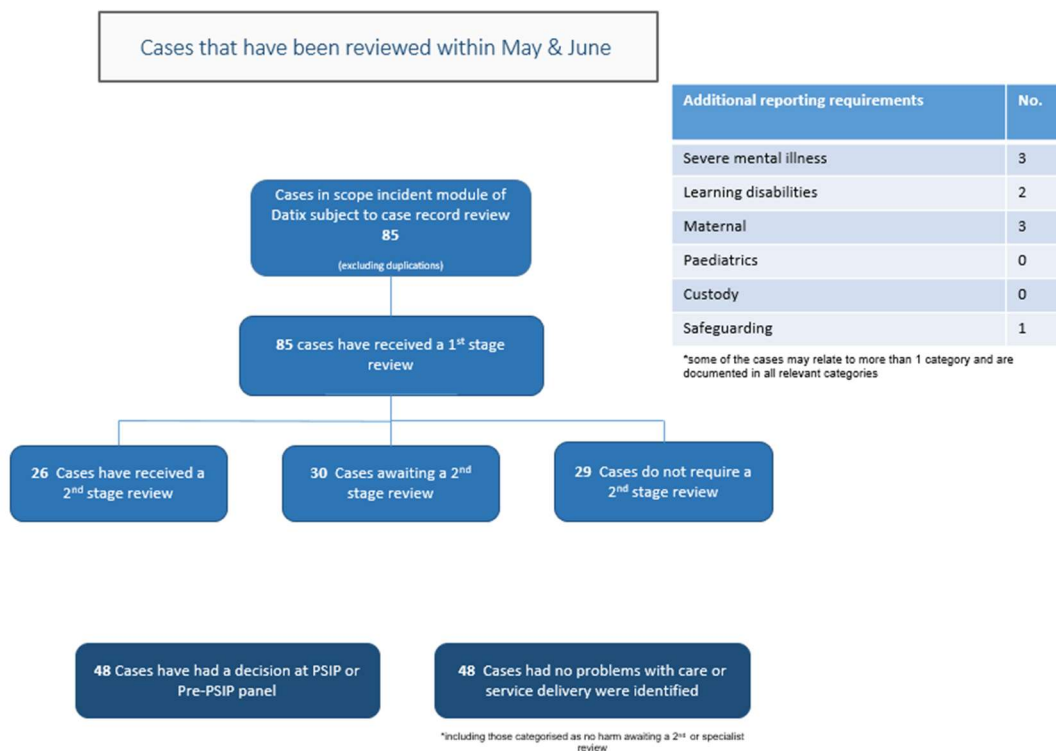 Cases that have been reviewed within May & June
Additional reporting requirements No.
Severe mental illness 3
Learning disabilities 2
Maternal 3
Paediatrics 0
Custody 0
Safeguarding 1
*some of the cases may relate to more than 1 category and are
documented in all relevant categories
Cases in scope incident module of
Datix subject to case record review
85
(excluding duplications)
85 cases have received a 1st stage
review
26 Cases have received a
2nd stage review
30 Cases awaiting a 2nd
stage review
29 Cases do not require a
2nd stage review
48 Cases have had a decision at PSIP or
Pre-PSIP panel
48 Cases had no problems with care or
service delivery were identified
*including those categorised as no harm awaiting a 2nd or specialist
review